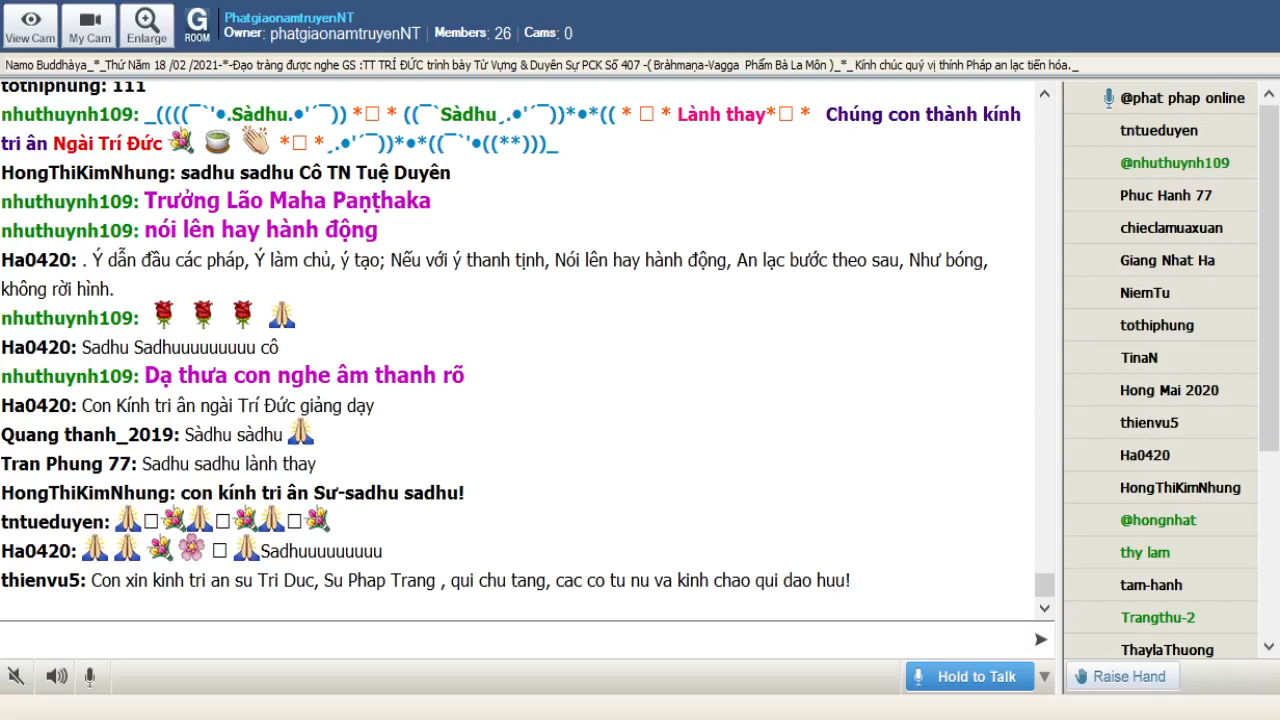 View Cam
My Cam
Enlarge
G
ROOM
PhatgiaonamtruyenNT
Owner: phatgiaonamtruyenNT | Members: 26 | Cams: 0
Namo Buddhàya_*_Thứ Năm 18 /02 /2021-*-Đạo tràng được nghe GS :TT TRÍ ĐỨC trình bày Từ Vựng & Duyên Sự PCK Số 407 -( Bràhmaṇa-Vagga Phẩm Bà La Môn )_*_ Kính chúc quý vị thính Pháp an lạc tiến hóa._
tothiphung: 111
nhuthuynh109: _((((¯`'•.Sàdhu.•'´¯)) *□ * ((¯`Sàdhu¸.•'´¯))*•*(( * □ * Lành thay*□ * Chúng con thành kính
tri ân Ngài Trí Đức *□ *¸.•'´¯))*•*((¯`'•((**)))_
HongThiKimNhung: sadhu sadhu Cô TN Tuệ Duyên
nhuthuynh109: Trưởng Lão Maha Paṇṭhaka
nhuthuynh109: nói lên hay hành động
Ha0420: . Ý dẫn đầu các pháp, Ý làm chủ, ý tạo; Nếu với ý thanh tịnh, Nói lên hay hành động, An lạc bước theo sau, Như bóng,
không rời hình.
nhuthuynh109: 🌹 🌹 🌹 🙏
Ha0420: Sadhu Sadhuuuuuuuuu cô
nhuthuynh109: Dạ thưa con nghe âm thanh rõ
Ha0420: Con Kính tri ân ngài Trí Đức giảng dạy
Quang thanh_2019: Sàdhu sàdhu 🙏
Tran Phung 77: Sadhu sadhu lành thay
HongThiKimNhung: con kính tri ân Sư-sadhu sadhu!
tntueduyen: 🙏□💐🙏□💐🙏□💐
Ha0420: 🙏 🙏 💐 🌸 □ 🙏Sadhuuuuuuuuu
thienvu5: Con xin kinh tri an su Tri Duc, Su Phap Trang , qui chu tang, cac co tu nu va kinh chao qui dao huu!
@phat phap online
tntueduyen
@nhuthuynh109
Phuc Hanh 77
chieclamuaxuan
Giang Nhat Ha
NiemTu
tothiphung
TinaN
Hong Mai 2020
thienvu5
Ha0420
HongThiKimNhung
@hongnhat
thy lam
tam-hanh
Trangthu-2
ThaylaThuong
Hold to Talk
Raise Hand